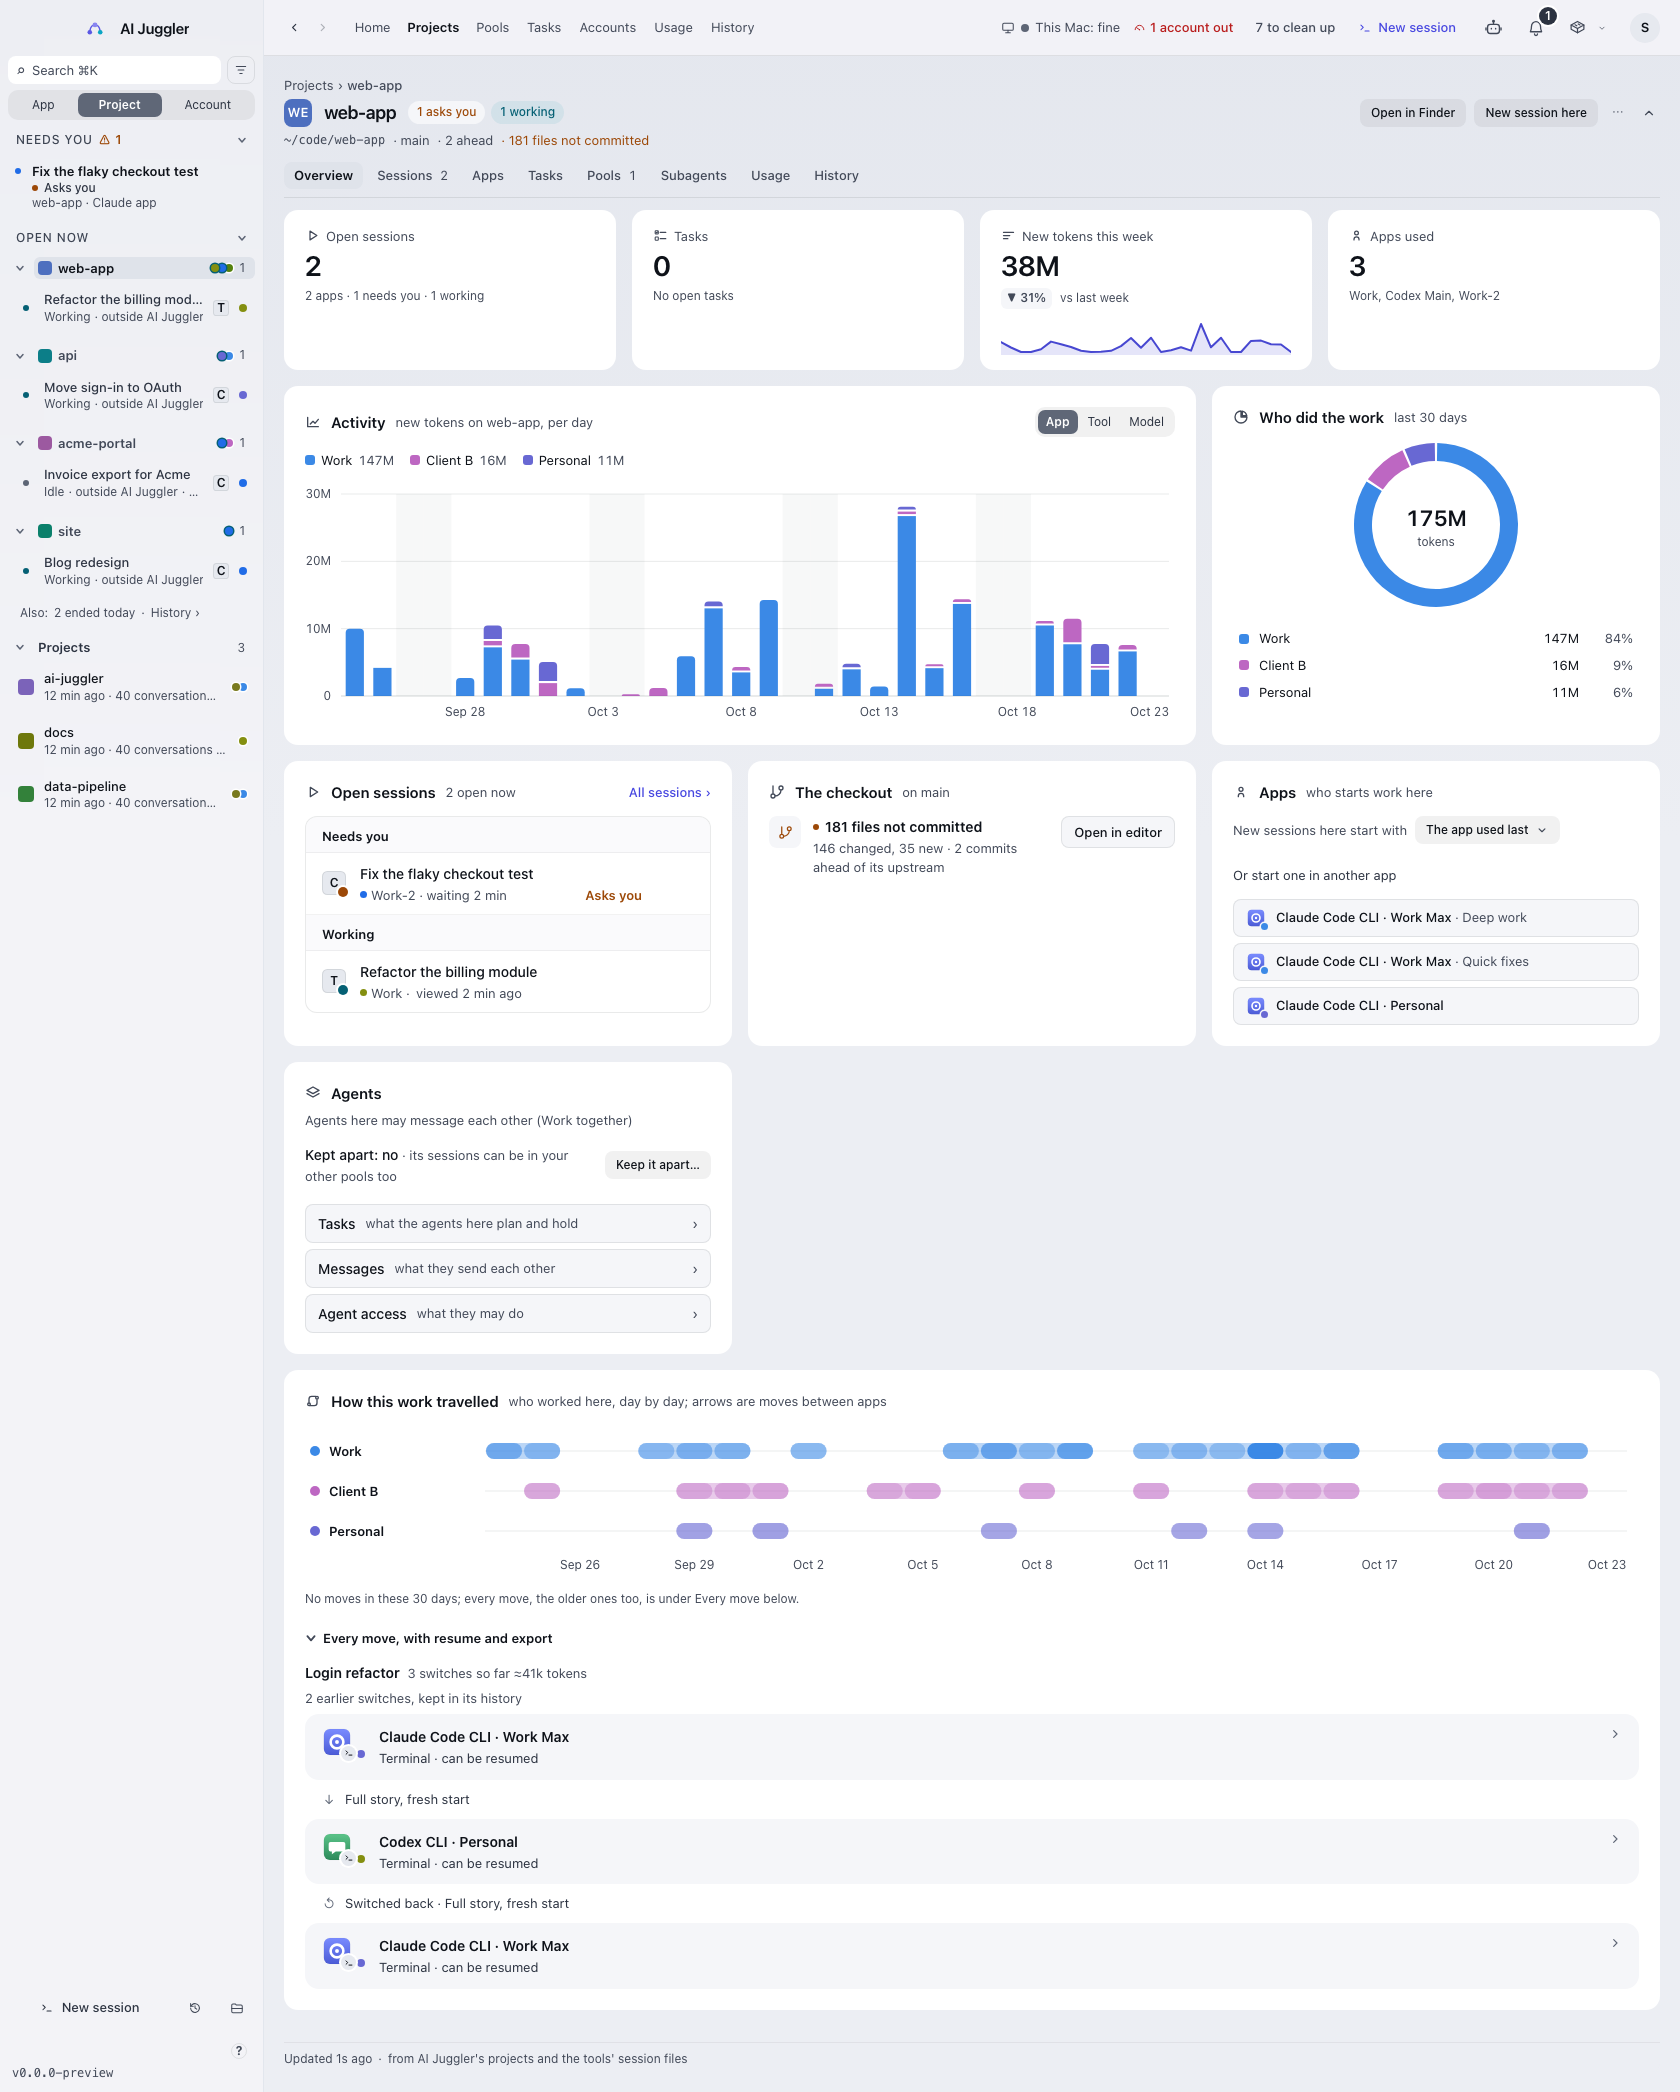 AI Juggler
Search ⌘K
App Project Account
NEEDS YOU 1
Fix the flaky checkout test
Asks you
web-app · Claude app
OPEN NOW
web-app 1
Refactor the billing mod... T
Working · outside AI Juggler
api 1
Move sign-in to OAuth C
Working · outside AI Juggler
acme-portal 1
Invoice export for Acme C
Idle · outside AI Juggler · ...
site 1
Blog redesign C
Working · outside AI Juggler
Also: 2 ended today · History ›
Projects 3
ai-juggler
12 min ago · 40 conversation...
docs
12 min ago · 40 conversations ...
data-pipeline
12 min ago · 40 conversation...
New session
?
v0.0.0-preview
Home Projects Pools Tasks Accounts Usage History
This Mac: fine 1 account out 7 to clean up New session 1 S
Projects › web-app
WE web-app 1 asks you 1 working
Open in Finder New session here ...
~/code/web-app · main · 2 ahead · 181 files not committed
Overview Sessions 2 Apps Tasks Pools 1 Subagents Usage History
Open sessions
2
2 apps · 1 needs you · 1 working
Tasks
0
No open tasks
New tokens this week
38M
▼ 31% vs last week
Apps used
3
Work, Codex Main, Work-2
Activity new tokens on web-app, per day
App Tool Model
Work 147M Client B 16M Personal 11M
30M
20M
10M
0
Sep 28 Oct 3 Oct 8 Oct 13 Oct 18 Oct 23
Who did the work last 30 days
175M
tokens
Work 147M 84%
Client B 16M 9%
Personal 11M 6%
Open sessions 2 open now All sessions ›
Needs you
C Fix the flaky checkout test
Work-2 · waiting 2 min Asks you
Working
T Refactor the billing module
Work · viewed 2 min ago
The checkout on main
181 files not committed
146 changed, 35 new · 2 commits
ahead of its upstream
Open in editor
Apps who starts work here
New sessions here start with The app used last
Or start one in another app
Claude Code CLI · Work Max · Deep work
Claude Code CLI · Work Max · Quick fixes
Claude Code CLI · Personal
Agents
Agents here may message each other (Work together)
Kept apart: no · its sessions can be in your
other pools too
Keep it apart...
Tasks what the agents here plan and hold ›
Messages what they send each other ›
Agent access what they may do ›
How this work travelled who worked here, day by day; arrows are moves between apps
Work
Client B
Personal
Sep 26 Sep 29 Oct 2 Oct 5 Oct 8 Oct 11 Oct 14 Oct 17 Oct 20 Oct 23
No moves in these 30 days; every move, the older ones too, is under Every move below.
Every move, with resume and export
Login refactor 3 switches so far ≈41k tokens
2 earlier switches, kept in its history
Claude Code CLI · Work Max
Terminal · can be resumed
↓ Full story, fresh start
Codex CLI · Personal
Terminal · can be resumed
Switched back · Full story, fresh start
Claude Code CLI · Work Max
Terminal · can be resumed
Updated 1s ago · from AI Juggler's projects and the tools' session files